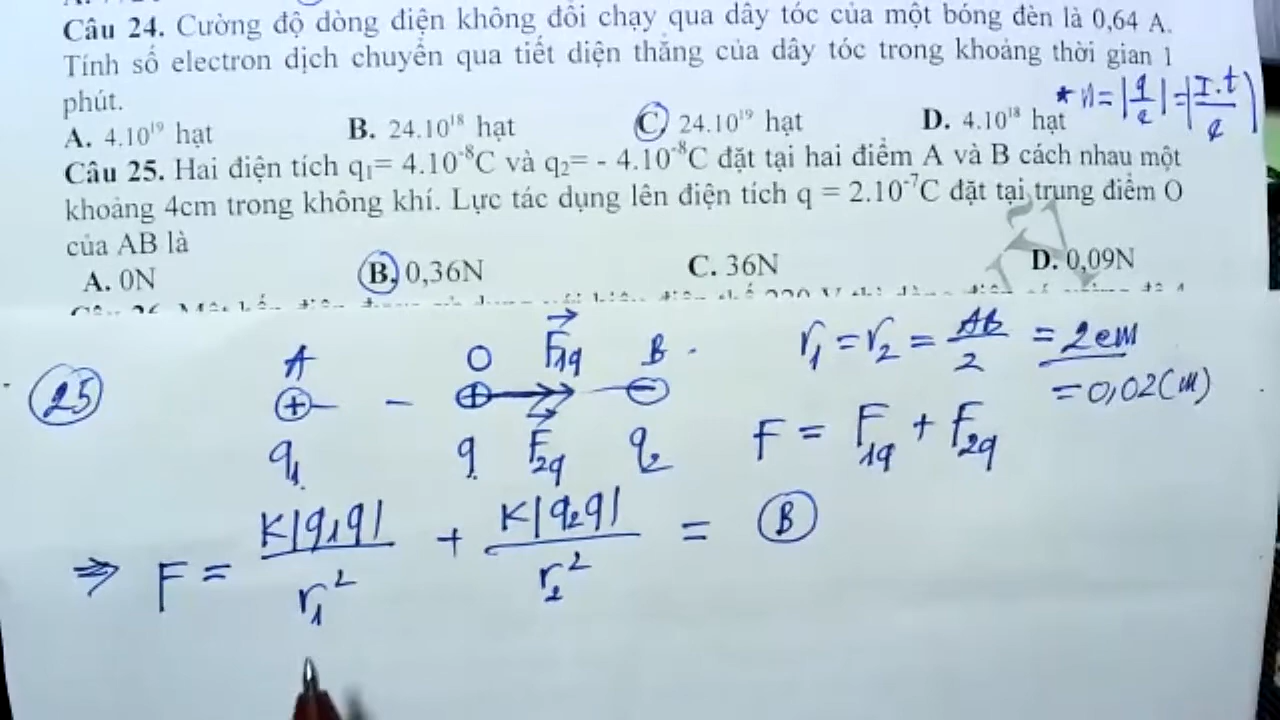 Câu 24. Cường độ dòng điện không đổi chạy qua dây tóc của một bóng đèn là 0,64 A.
Tính số electron dịch chuyển qua tiết diện thẳng của dây tóc trong khoảng thời gian 1
phút.
* n = |q/e| = |I.t/e|
A. 4.10¹⁹ hạt B. 24.10¹⁸ hạt C. 24.10¹⁹ hạt D. 4.10¹⁸ hạt
Câu 25. Hai điện tích q₁= 4.10⁻⁸C và q₂= - 4.10⁻⁸C đặt tại hai điểm A và B cách nhau một
khoảng 4cm trong không khí. Lực tác dụng lên điện tích q = 2.10⁻⁷C đặt tại trung điểm O
của AB là
A. 0N B. 0,36N C. 36N D. 0,09N
25
A O F₁q B
+ - + -
q₁ q F₂q q₂
r₁ = r₂ = AB/2 = 2cm
= 0,02(m)
F = F₁q + F₂q
⇒ F = K|q₁q|/r₁² + K|q₂q|/r₂² = B